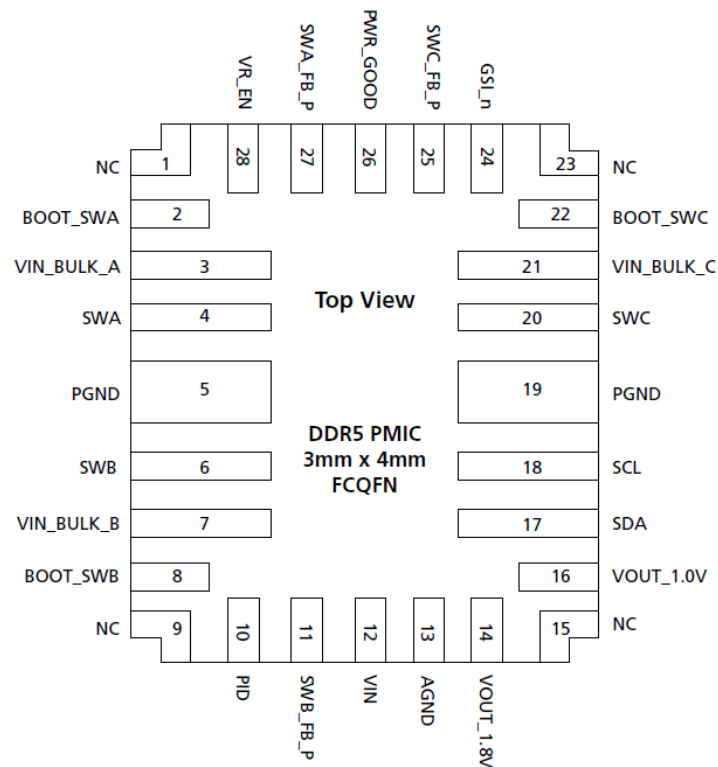 VR_EN
SWA_FB_P
PWR_GOOD
SWC_FB_P
GSI_n
28
27
26
25
24
NC 1
23 NC
BOOT_SWA 2
22 BOOT_SWC
VIN_BULK_A 3
21 VIN_BULK_C
Top View
SWA 4
20 SWC
PGND 5
19 PGND
DDR5 PMIC
3mm x 4mm
FCQFN
SWB 6
18 SCL
VIN_BULK_B 7
17 SDA
BOOT_SWB 8
16 VOUT_1.0V
NC 9
15 NC
10
11
12
13
14
PID
SWB_FB_P
VIN
AGND
VOUT_1.8V